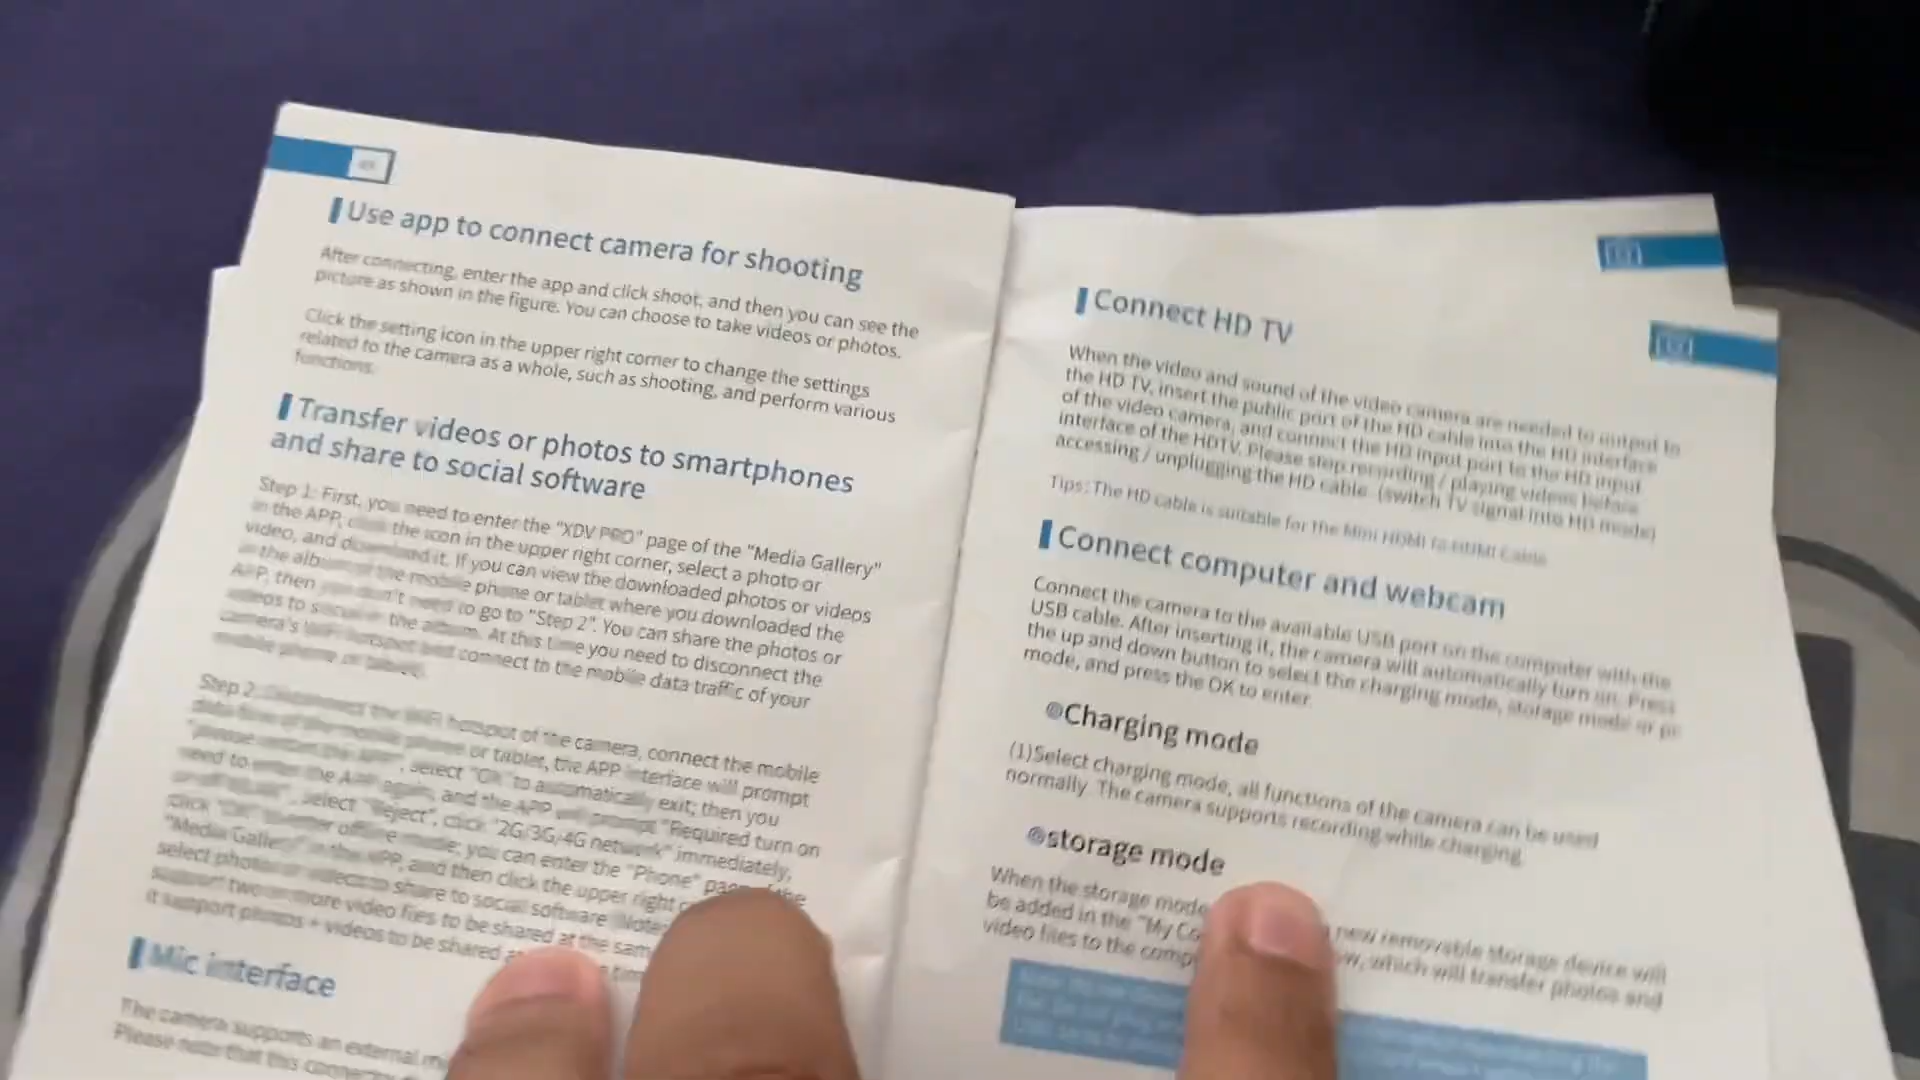 Use app to connect camera for shooting
After connecting, enter the app and click shoot, and then you can see the
picture as shown in the figure. You can choose to take videos or photos.
Click the setting icon in the upper right corner to change the settings
related to the camera as a whole, such as shooting, and perform various
functions.
Transfer videos or photos to smartphones
and share to social software
Step 1: First, you need to enter the "XDV PRO" page of the "Media Gallery"
in the APP, click the icon in the upper right corner, select a photo or
video, and download it. If you can view the downloaded photos or videos
in the album of the mobile phone or tablet where you downloaded the
APP, then you don't need to go to "Step 2". You can share the photos or
videos to social in the album. At this time you need to disconnect the
camera's WiFi hotspot and connect to the mobile data traffic of your
mobile phone or tablet.
Step 2: Disconnect the WiFi hotspot of the camera, connect the mobile
data flow of the mobile phone or tablet, the APP interface will prompt
"please restart the APP", select "OK" to automatically exit; then you
need to enter the APP again, and the APP will prompt "Required turn on
select "Reject", click "2G/3G/4G network" immediately,
click "OK" to enter offline mode; you can enter the "Phone" page of the
"Media Gallery" in the APP, and then click the upper right
select photos or videos to share to social software (Note:
support two or more video files to be shared at the sam
it support photos + videos to be shared at time
Mic interface
The camera supports an external mi
Please note that this connector
Connect HD TV
When the video and sound of the video camera are needed to output to
the HD TV, insert the public port of the HD cable into the HD interface
of the video camera, and connect the HD input port to the HD input
interface of the HDTV. Please stop recording / playing videos before
accessing / unplugging the HD cable. (switch TV signal into HD mode)
Tips: The HD cable is suitable for the Mini HDMI to HDMI Cable
Connect computer and webcam
Connect the camera to the available USB port on the computer with the
USB cable. After inserting it, the camera will automatically turn on. Press
the up and down button to select the charging mode, storage mode or pc
mode, and press the OK to enter.
◎Charging mode
(1)Select charging mode, all functions of the camera can be used
normally. The camera supports recording while charging.
◎storage mode
When the storage mode new removable storage device will
be added in the "My Co w, which will transfer photos and
video files to the comp